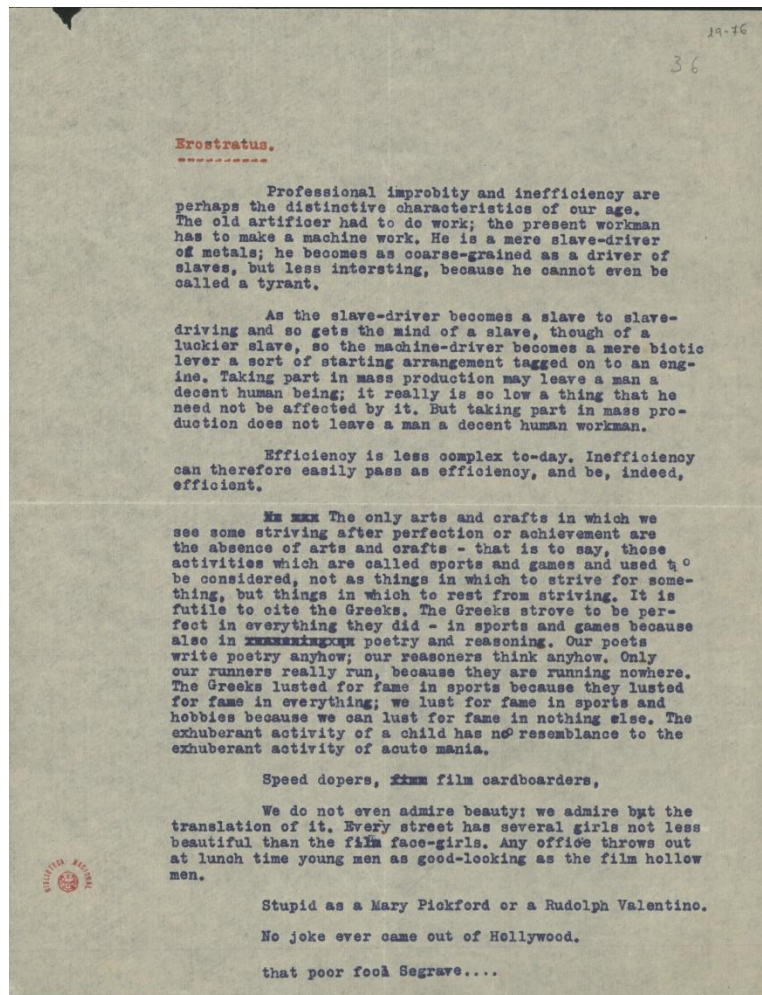 19-76
36
Erostratus.
Professional improbity and inefficiency are
perhaps the distinctive characteristics of our age.
The old artificer had to do work; the present workman
has to make a machine work. He is a mere slave-driver
of metals; he becomes as coarse-grained as a driver of
slaves, but less intersting, because he cannot even be
called a tyrant.
As the slave-driver becomes a slave to slave-
driving and so gets the mind of a slave, though of a
luckier slave, so the machine-driver becomes a mere biotic
lever a sort of starting arrangement tagged on to an eng-
ine. Taking part in mass production may leave a man a
decent human being; it really is so low a thing that he
need not be affected by it. But taking part in mass pro-
duction does not leave a man a decent human workman.
Efficiency is less complex to-day. Inefficiency
can therefore easily pass as efficiency, and be, indeed,
efficient.
The only arts and crafts in which we
see some striving after perfection or achievement are
the absence of arts and crafts - that is to say, those
activities which are called sports and games and used to
be considered, not as things in which to strive for some-
thing, but things in which to rest from striving. It is
futile to cite the Greeks. The Greeks strove to be per-
fect in everything they did - in sports and games because
also in poetry and reasoning. Our poets
write poetry anyhow; our reasoners think anyhow. Only
our runners really run, because they are running nowhere.
The Greeks lusted for fame in sports because they lusted
for fame in everything; we lust for fame in sports and
hobbies because we can lust for fame in nothing else. The
exhuberant activity of a child has no resemblance to the
exhuberant activity of acute mania.
Speed dopers, film cardboarders,
We do not even admire beauty: we admire but the
translation of it. Every street has several girls not less
beautiful than the film face-girls. Any office throws out
at lunch time young men as good-looking as the film hollow
men.
BIBLIOTECA NACIONAL
Stupid as a Mary Pickford or a Rudolph Valentino.
No joke ever came out of Hollywood.
that poor fool Segrave....